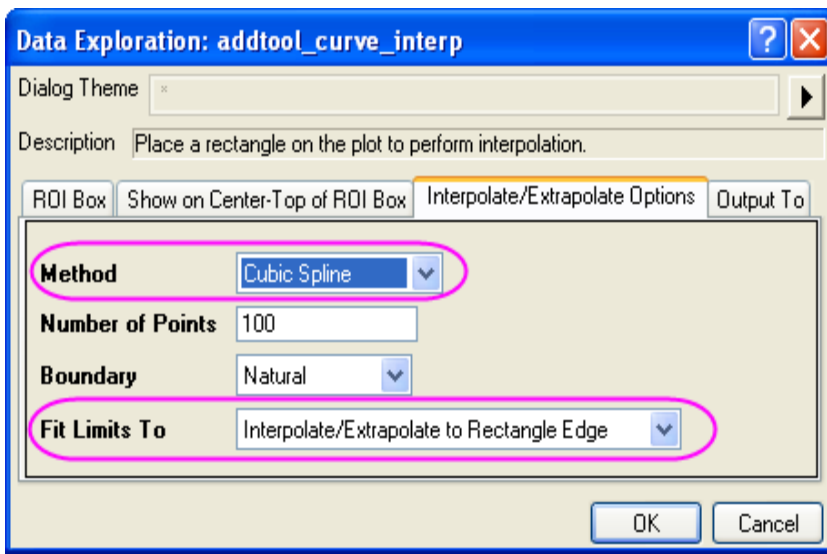 Data Exploration: addtool_curve_interp
Dialog Theme *
Description Place a rectangle on the plot to perform interpolation.
ROI Box Show on Center-Top of ROI Box Interpolate/Extrapolate Options Output To
Method Cubic Spline
Number of Points 100
Boundary Natural
Fit Limits To Interpolate/Extrapolate to Rectangle Edge
OK Cancel